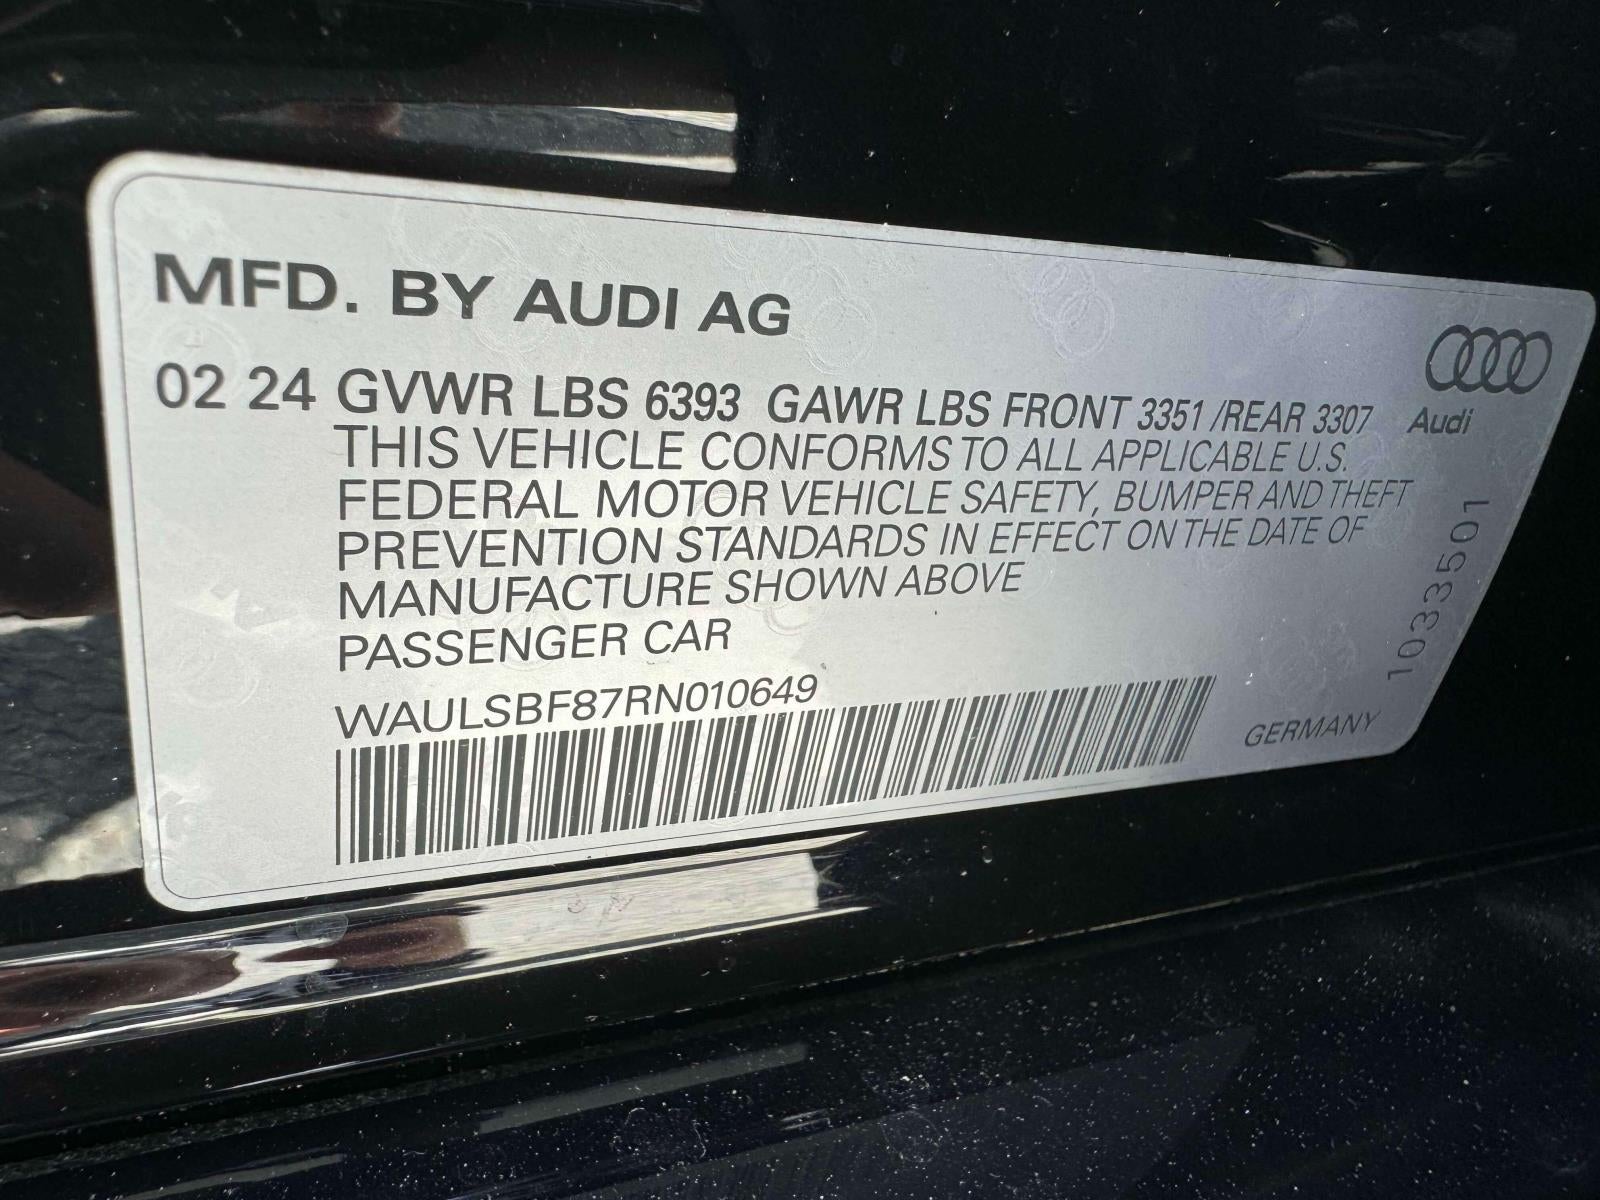 MFD. BY AUDI AG
02 24 GVWR LBS 6393 GAWR LBS FRONT 3351 /REAR 3307
Audi
THIS VEHICLE CONFORMS TO ALL APPLICABLE U.S.
FEDERAL MOTOR VEHICLE SAFETY, BUMPER AND THEFT
PREVENTION STANDARDS IN EFFECT ON THE DATE OF
MANUFACTURE SHOWN ABOVE
PASSENGER CAR
WAULSBF87RN010649
GERMANY
10333501